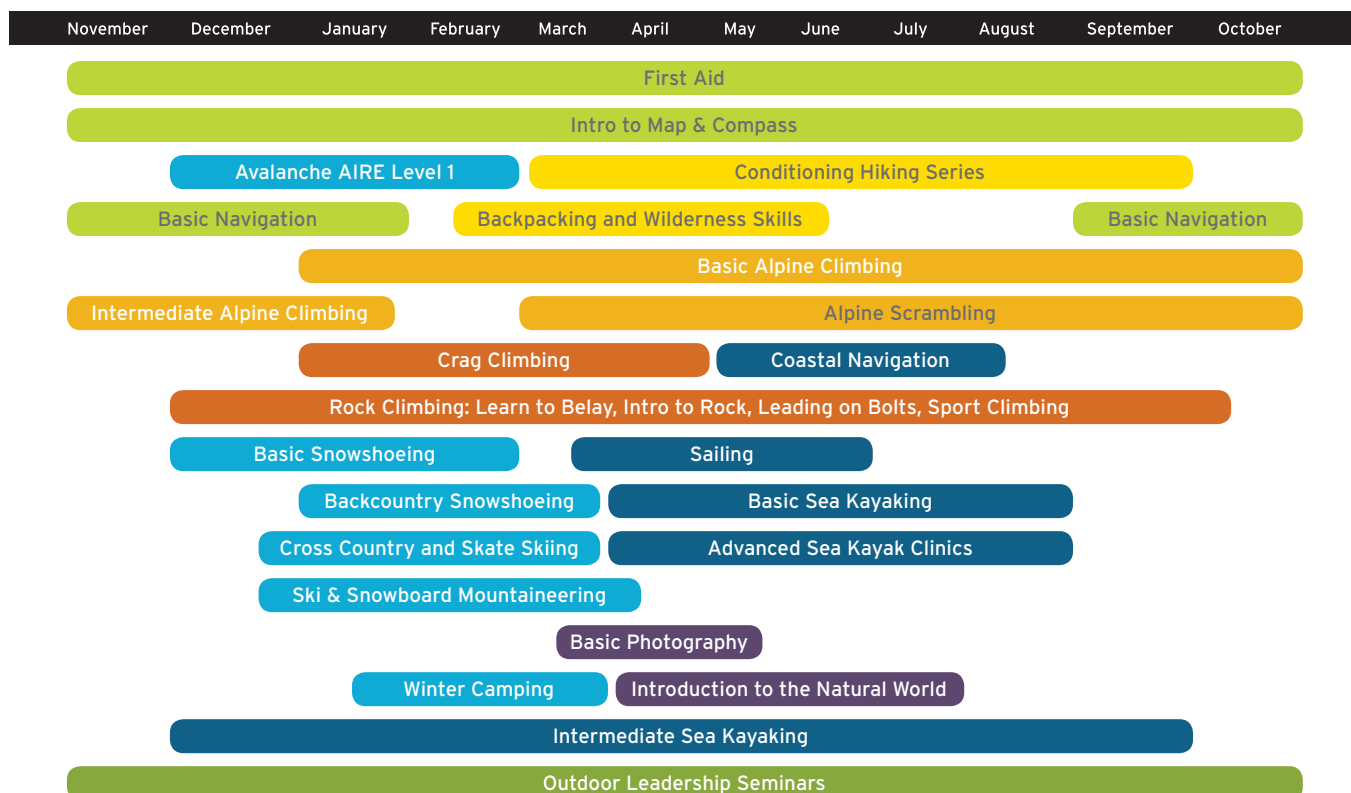 November December January February March April May June July August September October
First Aid
Intro to Map & Compass
Avalanche AIRE Level 1 Conditioning Hiking Series
Basic Navigation Backpacking and Wilderness Skills Basic Navigation
Basic Alpine Climbing
Intermediate Alpine Climbing Alpine Scrambling
Crag Climbing Coastal Navigation
Rock Climbing: Learn to Belay, Intro to Rock, Leading on Bolts, Sport Climbing
Basic Snowshoeing Sailing
Backcountry Snowshoeing Basic Sea Kayaking
Cross Country and Skate Skiing Advanced Sea Kayak Clinics
Ski & Snowboard Mountaineering
Basic Photography
Winter Camping Introduction to the Natural World
Intermediate Sea Kayaking
Outdoor Leadership Seminars